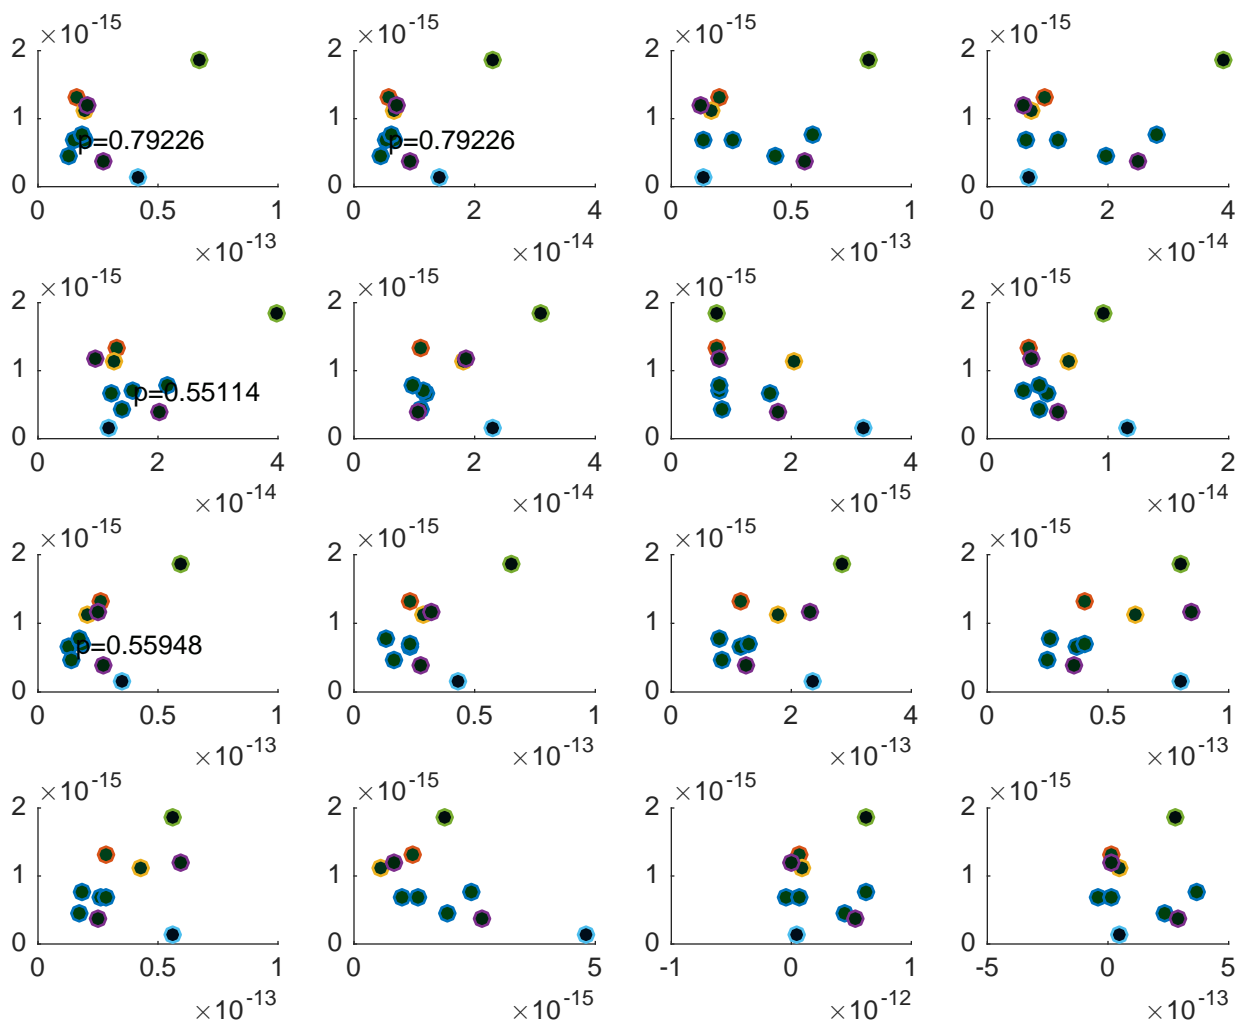 ×10-15 ×10-15 ×10-15 ×10-15
2 2 2 2
1 1 1 1
p=0.79226 p=0.79226
0 0 0 0
0 0.5 1 0 2 4 0 0.5 1 0 2 4
×10-13 ×10-14 ×10-13 ×10-14
×10-15 ×10-15 ×10-15 ×10-15
2 2 2 2
1 1 1 1
p=0.55114
0 0 0 0
0 2 4 0 2 4 0 2 4 0 1 2
×10-14 ×10-14 ×10-15 ×10-14
×10-15 ×10-15 ×10-15 ×10-15
2 2 2 2
1 1 1 1
p=0.55948
0 0 0 0
0 0.5 1 0 0.5 1 0 2 4 0 0.5 1
×10-13 ×10-13 ×10-13 ×10-13
×10-15 ×10-15 ×10-15 ×10-15
2 2 2 2
1 1 1 1
0 0 0 0
0 0.5 1 0 5 -1 0 1 -5 0 5
×10-13 ×10-15 ×10-12 ×10-13